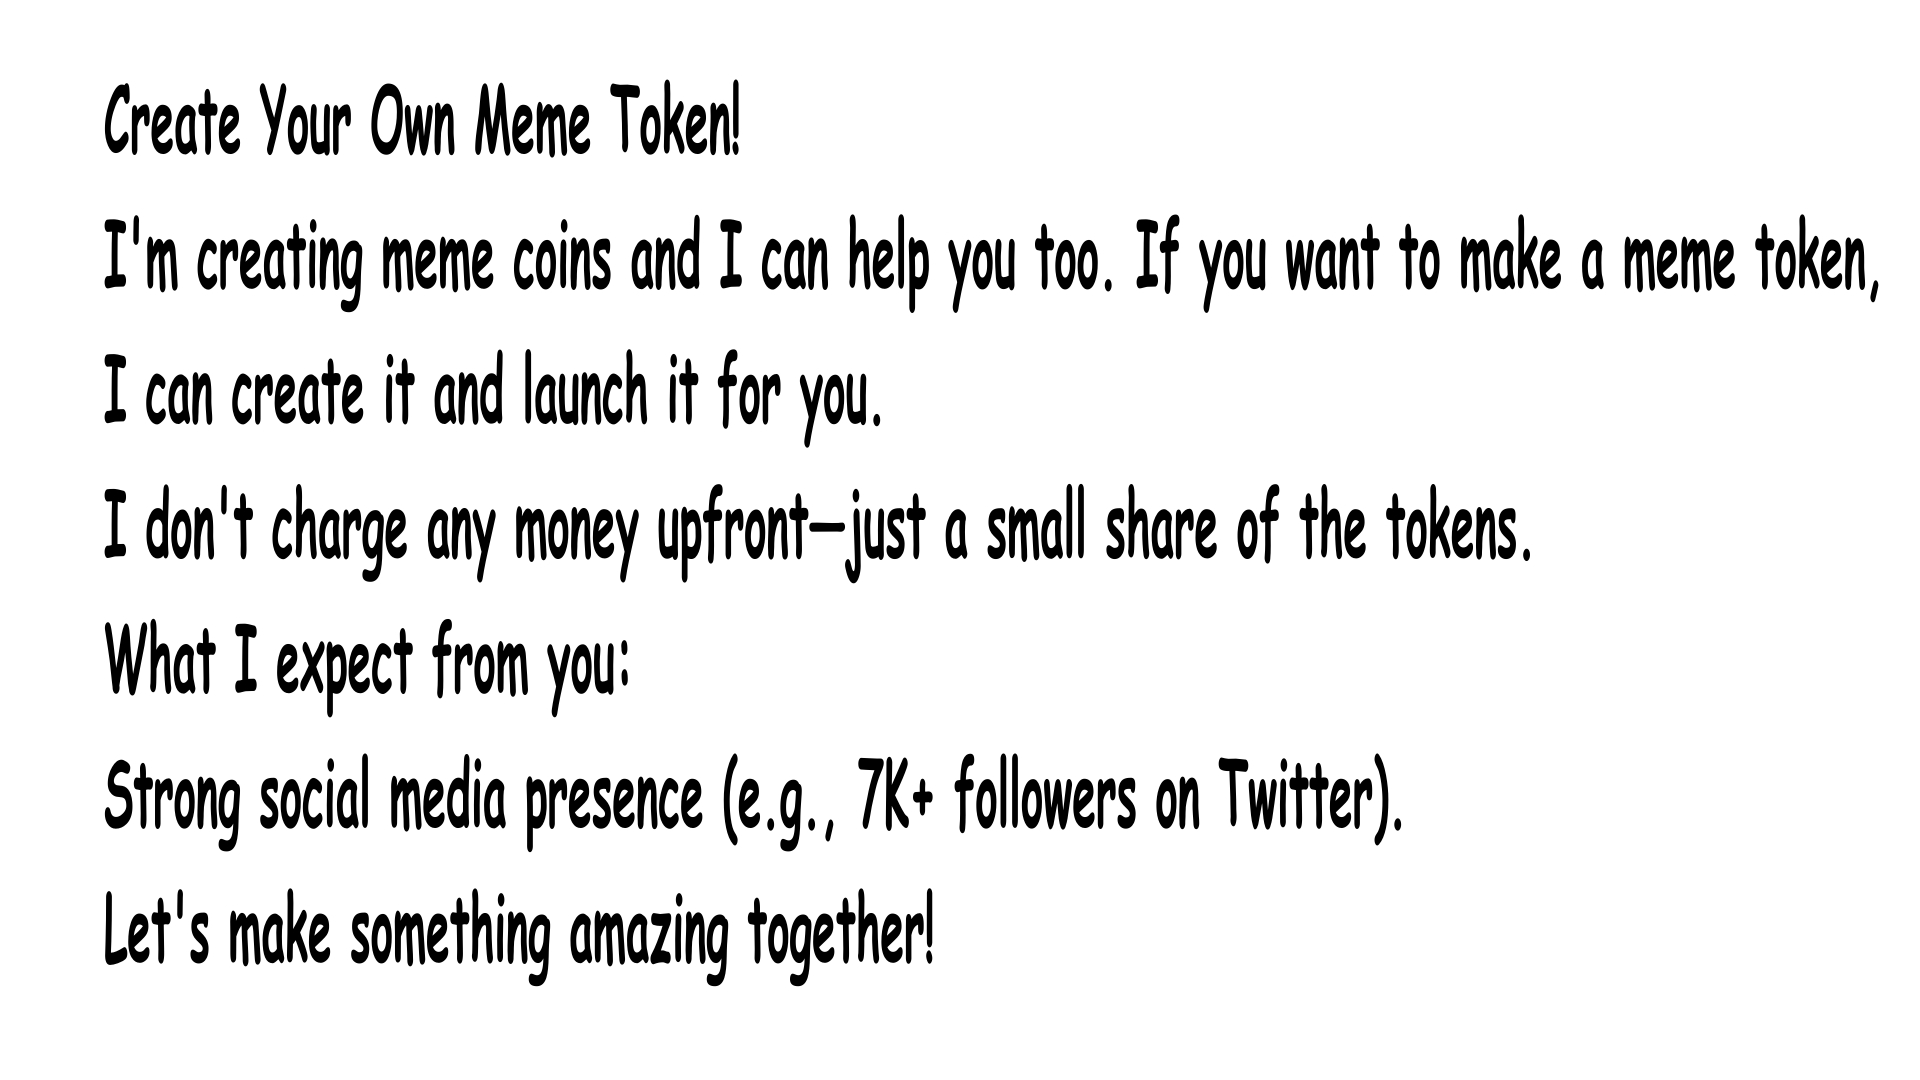 Create Your Own Meme Token!
I'm creating meme coins and I can help you too. If you want to make a meme token,
I can create it and launch it for you.
I don't charge any money upfront—just a small share of the tokens.
What I expect from you:
Strong social media presence (e.g., 7K+ followers on Twitter).
Let's make something amazing together!